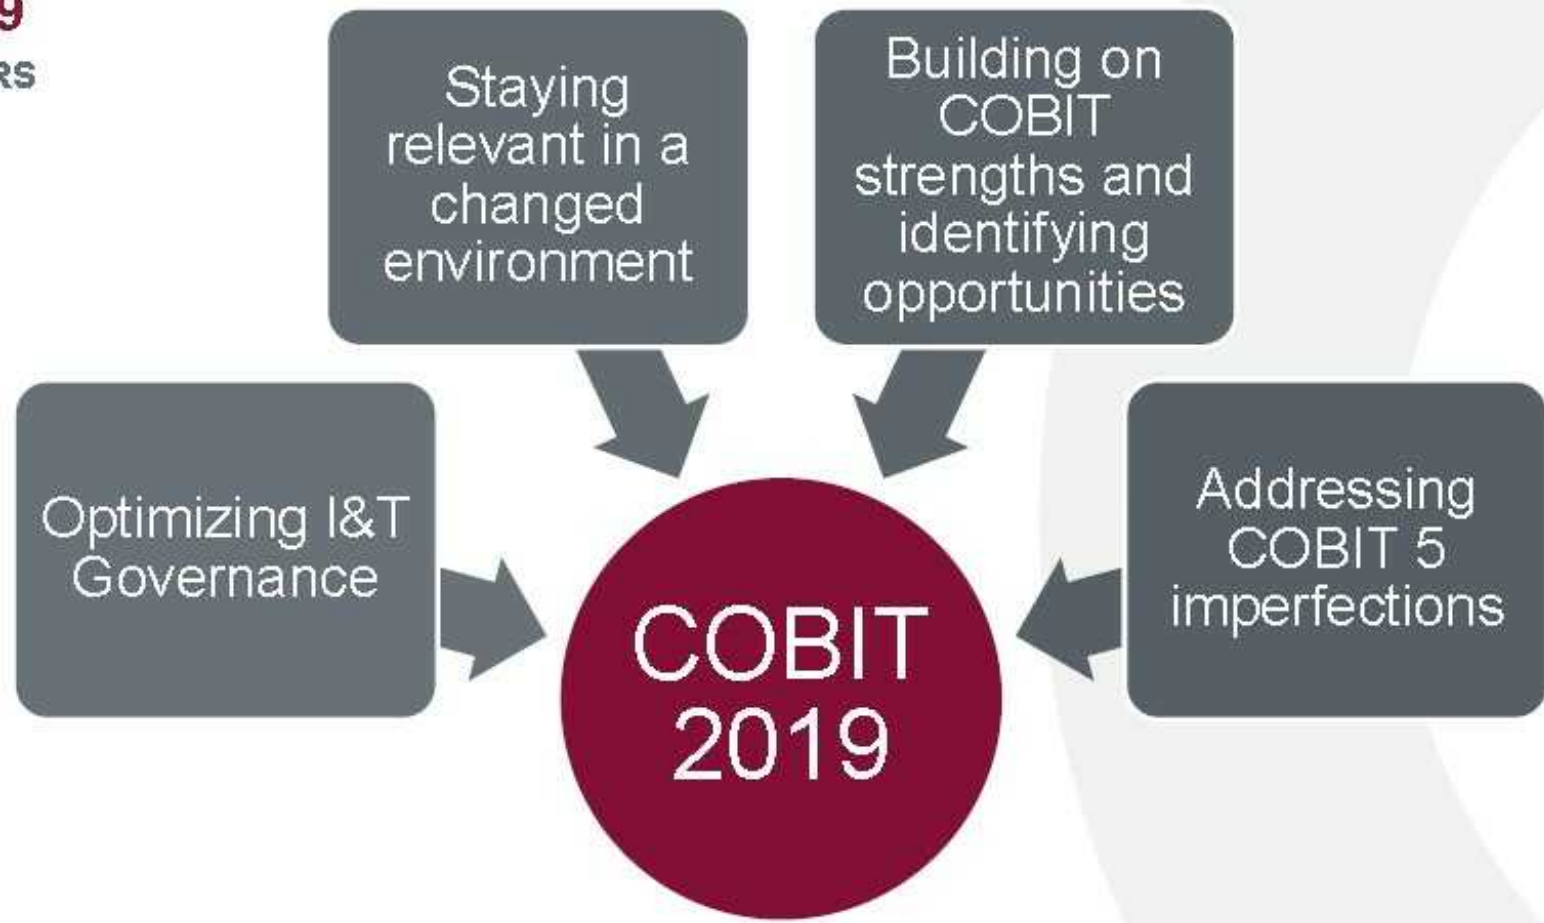 Staying
relevant in a
changed
environment
Building on
COBIT
strengths and
identifying
opportunities
Optimizing I&T
Governance
Addressing
COBIT 5
imperfections
COBIT
2019